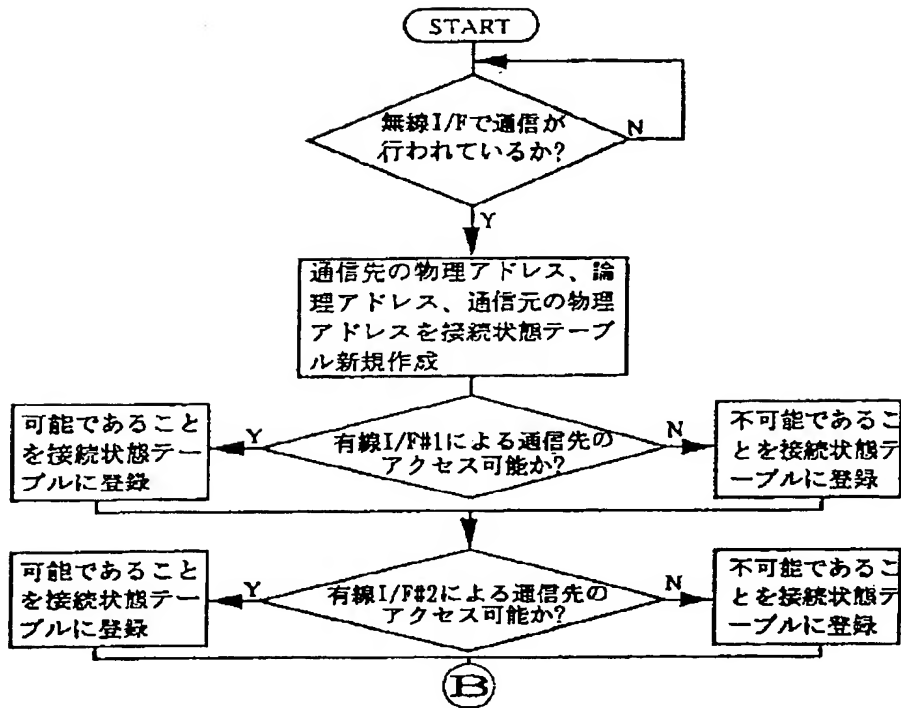 START
無線I/Fで通信が
行われているか?
N
Y
通信先の物理アドレス、論
理アドレス、通信元の物理
アドレスを接続状態テーブ
ル新規作成
可能であること
を接続状態テー
ブルに登録
Y
有線I/F#1による通信先の
アクセス可能か?
N
不可能であるこ
とを接続状態テ
ーブルに登録
可能であること
を接続状態テー
ブルに登録
Y
有線I/F#2による通信先の
アクセス可能か?
N
不可能であるこ
とを接続状態テ
ーブルに登録
B